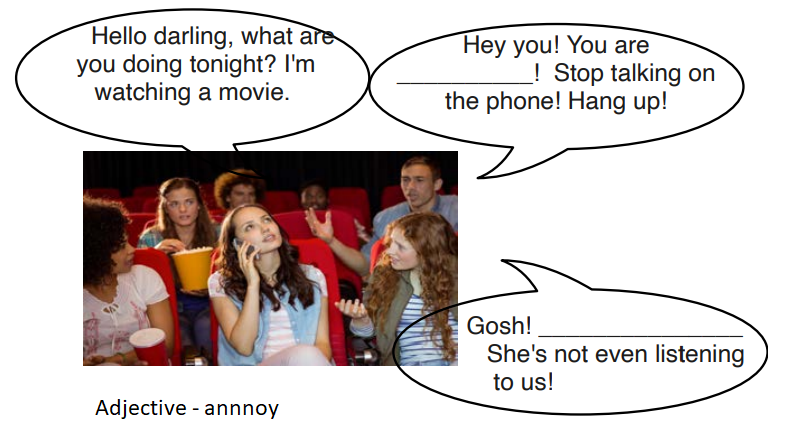 Hello darling, what are
you doing tonight? I'm
watching a movie.
Hey you! You are
__________! Stop talking on
the phone! Hang up!
Gosh! _______________
She's not even listening
to us!
Adjective - annnoy